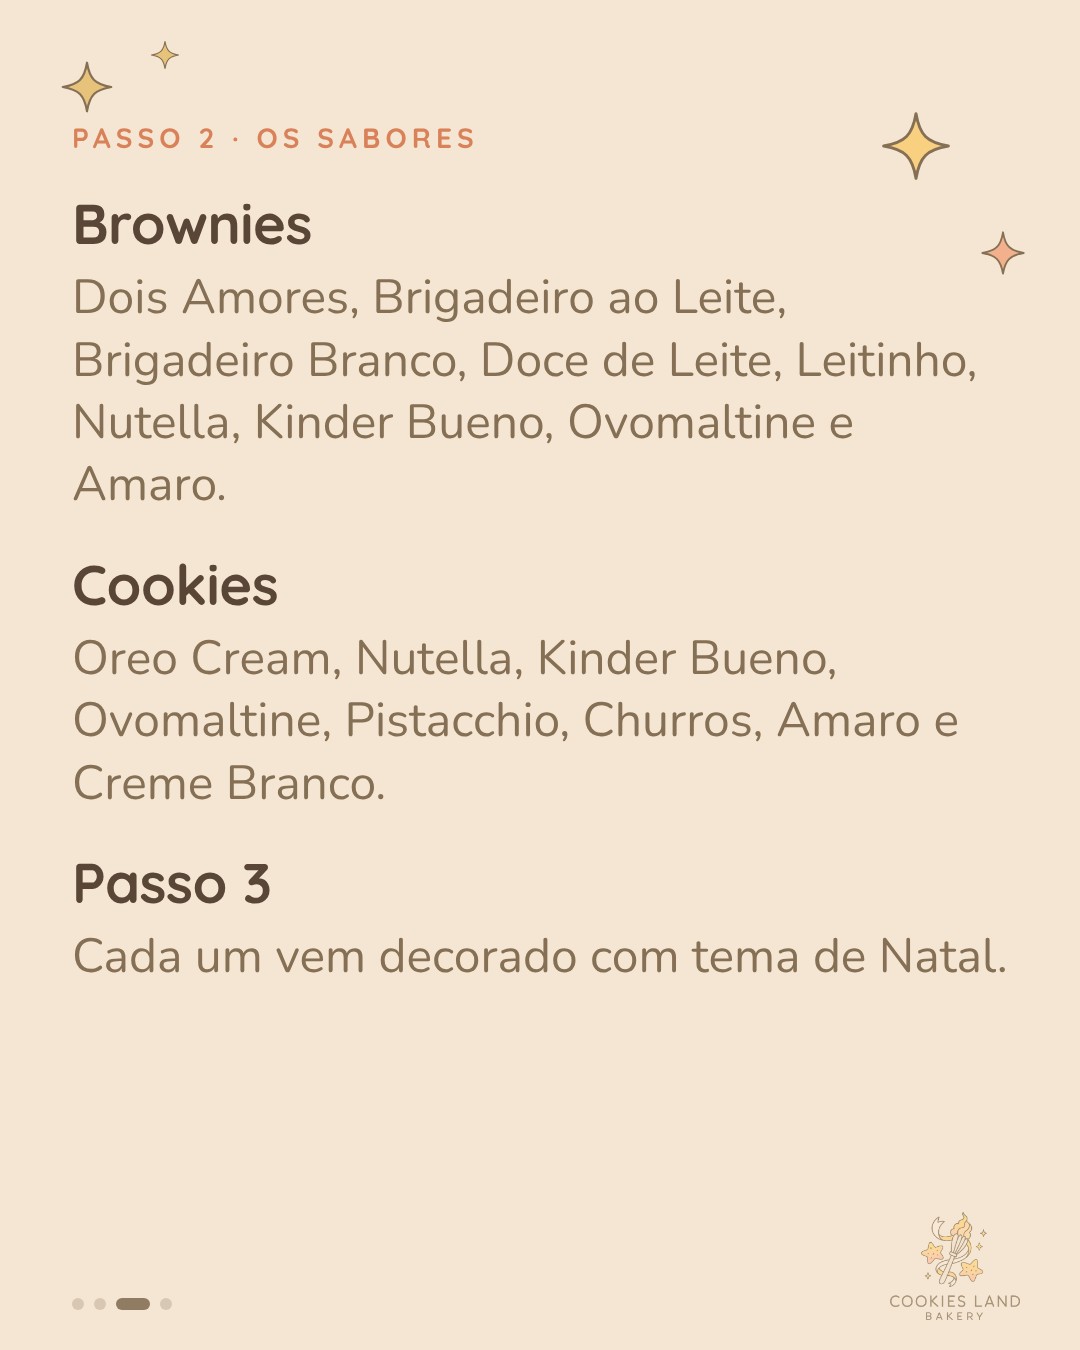 PASSO 2 · OS SABORES
Brownies
Dois Amores, Brigadeiro ao Leite,
Brigadeiro Branco, Doce de Leite, Leitinho,
Nutella, Kinder Bueno, Ovomaltine e
Amaro.
Cookies
Oreo Cream, Nutella, Kinder Bueno,
Ovomaltine, Pistacchio, Churros, Amaro e
Creme Branco.
Passo 3
Cada um vem decorado com tema de Natal.
COOKIES LAND
BAKERY